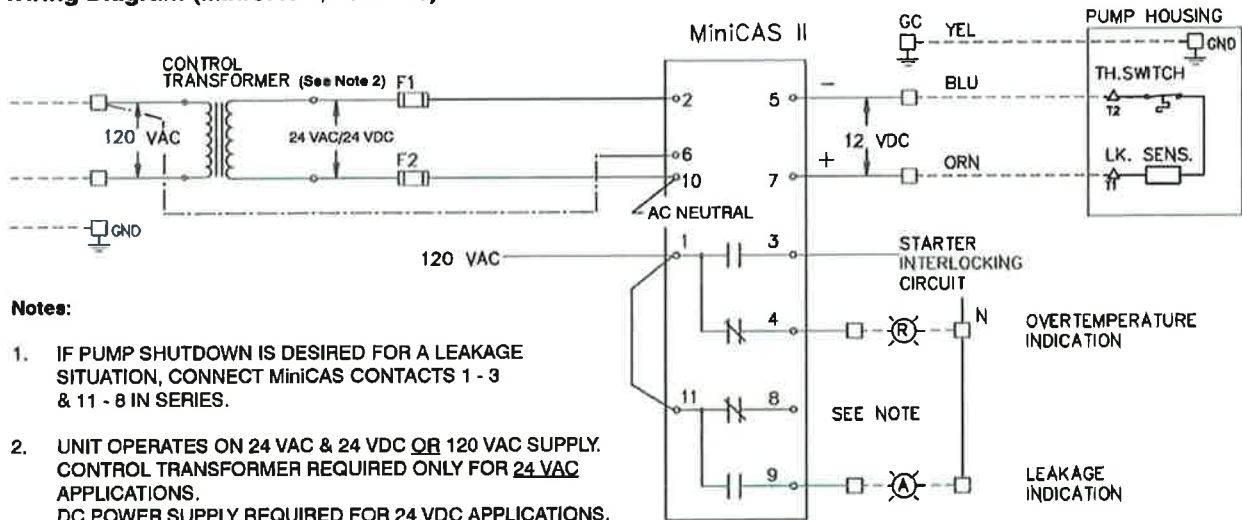 MiniCAS II
GC
YEL
PUMP HOUSING
GND
CONTROL
TRANSFORMER (See Note 2)
F1
2
5
−
BLU
TH.SWITCH
T2
120 VAC
24 VAC/24 VDC
12 VDC
F2
6
10
7
+
ORN
LK. SENS.
T1
AC NEUTRAL
GND
120 VAC
1
3
STARTER
INTERLOCKING
CIRCUIT
Notes:
4
R
N
OVERTEMPERATURE
INDICATION
1. IF PUMP SHUTDOWN IS DESIRED FOR A LEAKAGE
SITUATION, CONNECT MiniCAS CONTACTS 1 - 3
& 11 - 8 IN SERIES.
11
8
SEE NOTE
2. UNIT OPERATES ON 24 VAC & 24 VDC OR 120 VAC SUPPLY.
CONTROL TRANSFORMER REQUIRED ONLY FOR 24 VAC
APPLICATIONS.
DC POWER SUPPLY REQUIRED FOR 24 VDC APPLICATIONS.
9
A
LEAKAGE
INDICATION